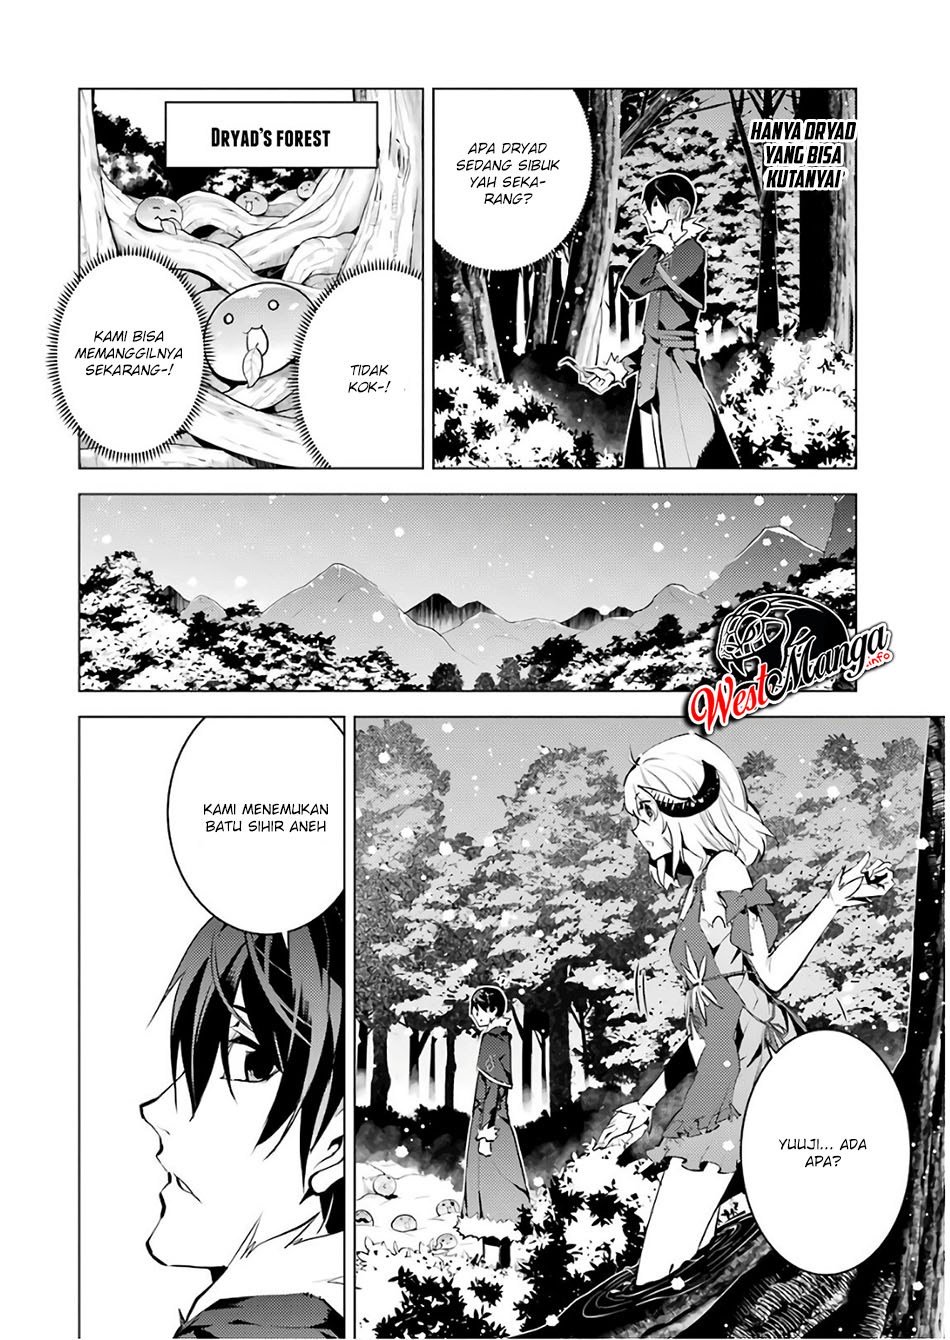 HANYA DRYAD
YANG BISA
KUTANYAI
APA DRYAD
SEDANG SIBUK
YAH SEKA-
RANG?
DRYAD'S FOREST
TIDAK
KOK~!
KAMI BISA
MEMANGGILNYA
SEKARANG~!
WestManga
.info
YUUJI... ADA
APA?
KAMI MENEMUKAN
BATU SIHIR ANEH